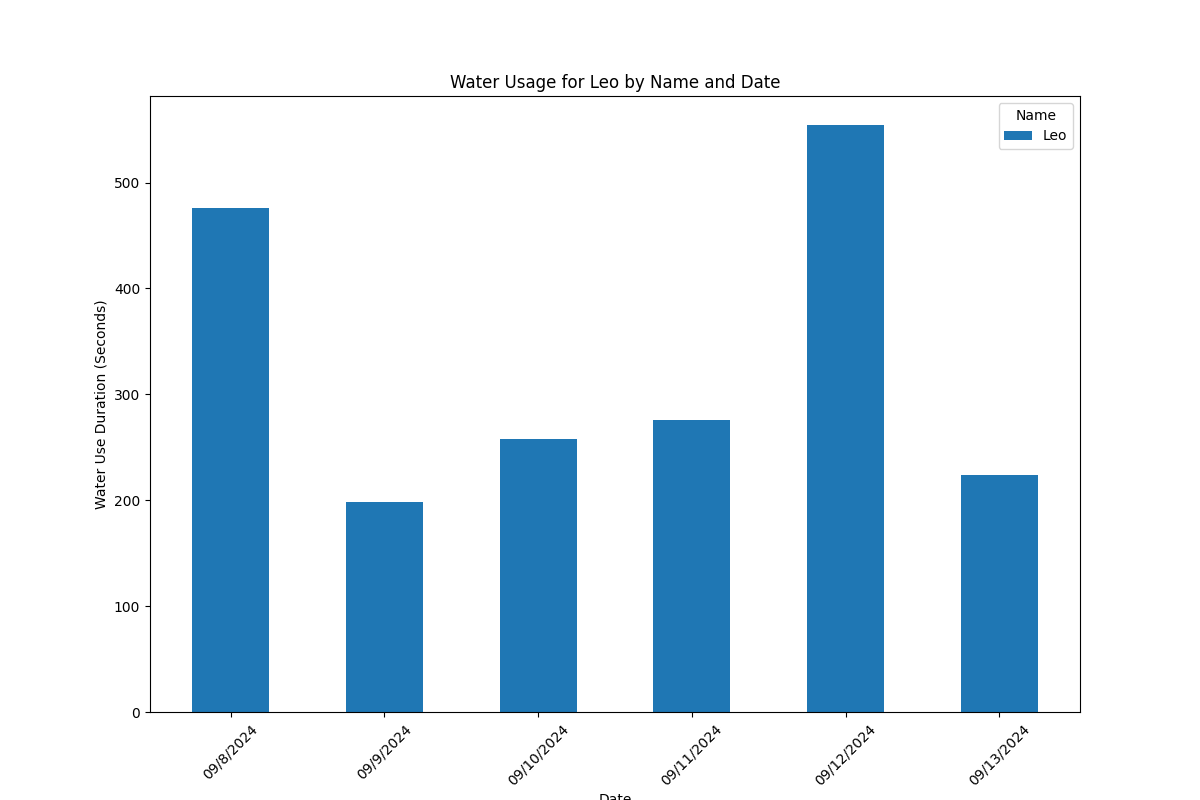 Water Usage for Leo by Name and Date
Name
Leo
Water Use Duration (Seconds)
500
400
300
200
100
0
09/8/2024
09/9/2024
09/10/2024
09/11/2024
09/12/2024
09/13/2024
Date